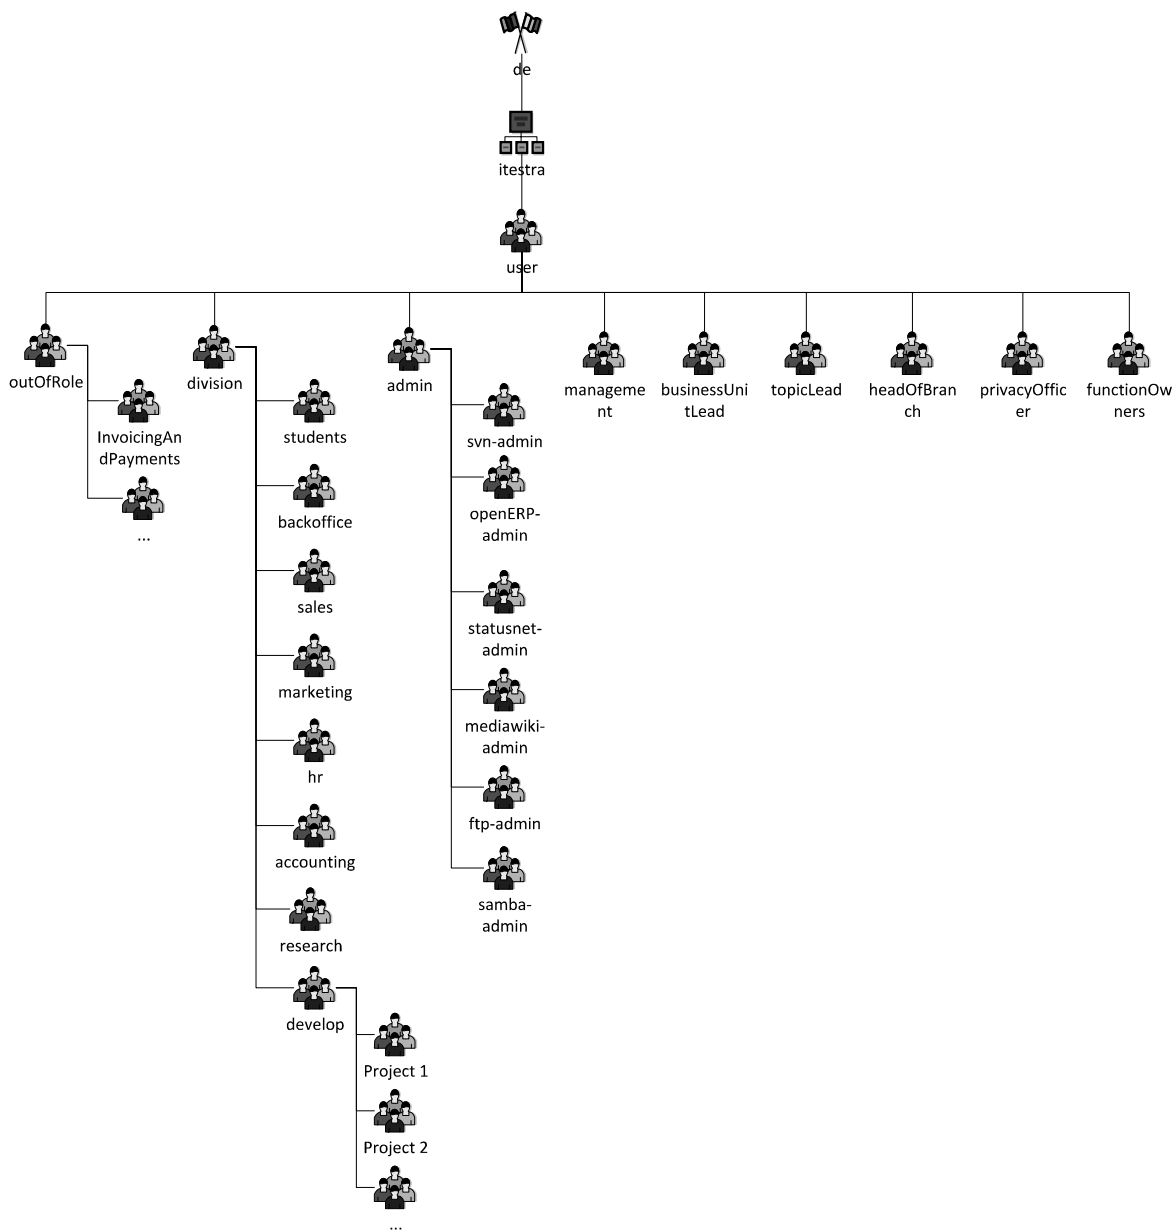 de
itestra
user
outOfRole
division
admin
manageme
nt
businessUni
tLead
topicLead
headOfBran
ch
privacyOffic
er
functionOw
ners
InvoicingAn
dPayments
...
students
backoffice
sales
marketing
hr
accounting
research
develop
Project 1
Project 2
...
svn-admin
openERP-
admin
statusnet-
admin
mediawiki-
admin
ftp-admin
samba-
admin